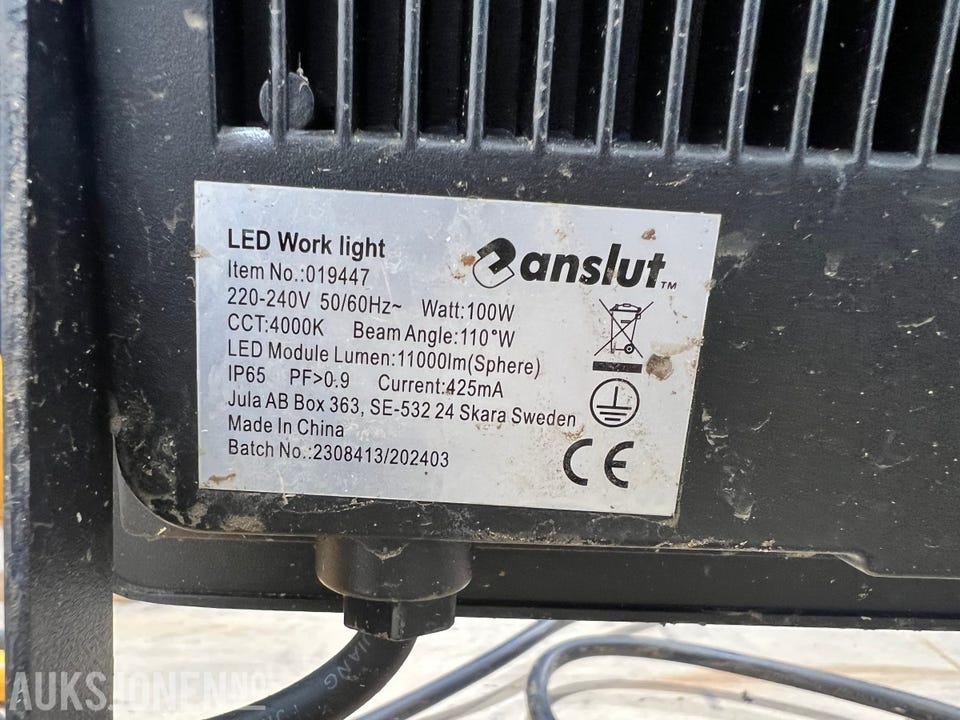 LED Work light
anslut™
Item No.:019447
220-240V 50/60Hz~ Watt:100W
CCT:4000K Beam Angle:110°W
LED Module Lumen:11000lm(Sphere)
IP65 PF>0.9 Current:425mA
Jula AB Box 363, SE-532 24 Skara Sweden
Made In China
Batch No.:2308413/202403
CE
AUKSJONEN.NO